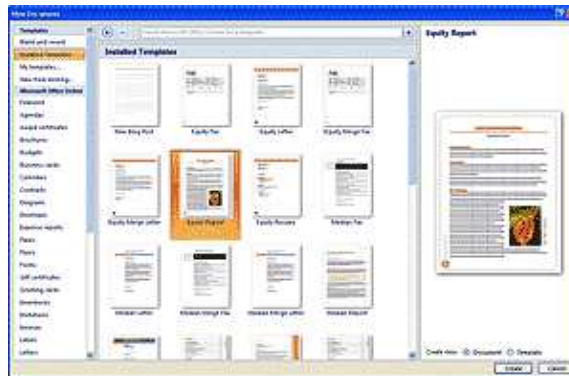 New Document
Templates
Blank and recent
Installed Templates
My templates...
New from existing...
Microsoft Office Online
Featured
Agendas
Award certificates
Brochures
Budgets
Business cards
Calendars
Contracts
Diagrams
Envelopes
Expense reports
Faxes
Flyers
Forms
Gift certificates
Greeting cards
Inventories
Invitations
Invoices
Labels
Letters
Installed Templates
New Blog Post
Equity Fax
Equity Letter
Equity Merge Fax
Equity Merge Letter
Equity Report
Equity Resume
Median Fax
Median Letter
Median Merge Fax
Median Merge Letter
Median Report
Equity Report
Create new: Document Template
Create
Cancel